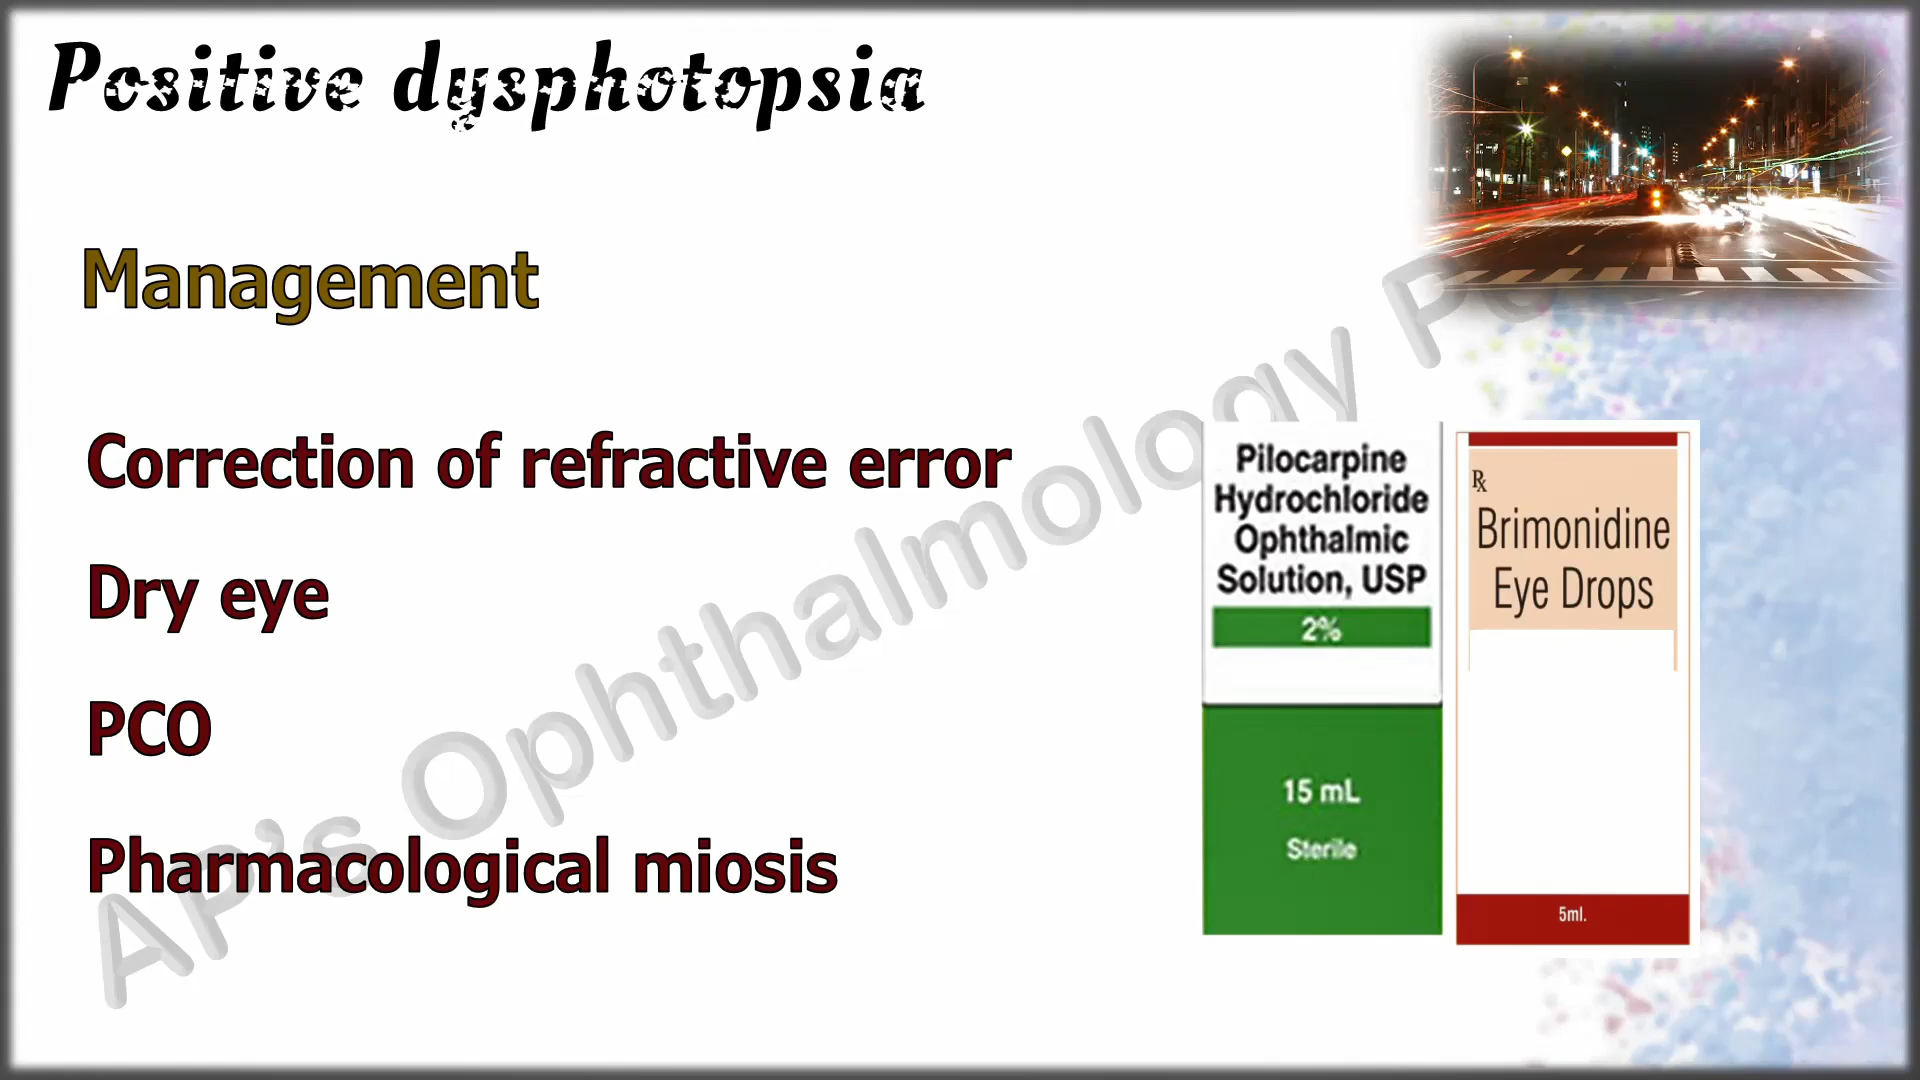 Positive dysphotopsia
Management
Correction of refractive error
Dry eye
PCO
Pharmacological miosis
Pilocarpine
Hydrochloride
Ophthalmic
Solution, USP
2%
15 mL
Sterile
Rx
Brimonidine
Eye Drops
5ml.
AP's Ophthalmology